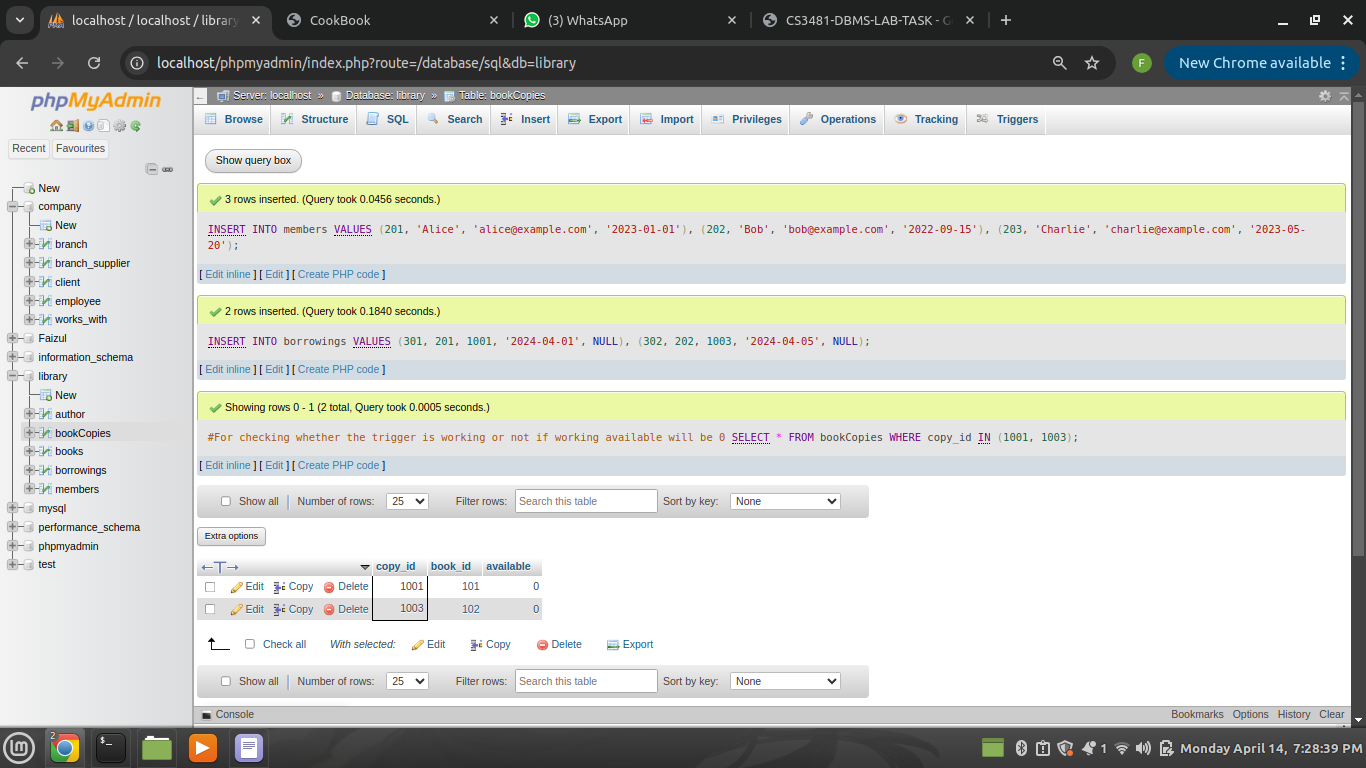 localhost / localhost / library
CookBook
(3) WhatsApp
CS3481-DBMS-LAB-TASK - G
localhost/phpmyadmin/index.php?route=/database/sql&db=library
F
New Chrome available
phpMyAdmin
Recent
Favourites
New
company
New
branch
branch_supplier
client
employee
works_with
Faizul
information_schema
library
New
author
bookCopies
books
borrowings
members
mysql
performance_schema
phpmyadmin
test
Server: localhost » Database: library » Table: bookCopies
Browse Structure SQL Search Insert Export Import Privileges Operations Tracking Triggers
Show query box
3 rows inserted. (Query took 0.0456 seconds.)
INSERT INTO members VALUES (201, 'Alice', 'alice@example.com', '2023-01-01'), (202, 'Bob', 'bob@example.com', '2022-09-15'), (203, 'Charlie', 'charlie@example.com', '2023-05-
20');
[ Edit inline ] [ Edit ] [ Create PHP code ]
2 rows inserted. (Query took 0.1840 seconds.)
INSERT INTO borrowings VALUES (301, 201, 1001, '2024-04-01', NULL), (302, 202, 1003, '2024-04-05', NULL);
[ Edit inline ] [ Edit ] [ Create PHP code ]
Showing rows 0 - 1 (2 total, Query took 0.0005 seconds.)
#For checking whether the trigger is working or not if working available will be 0 SELECT * FROM bookCopies WHERE copy_id IN (1001, 1003);
[ Edit inline ] [ Edit ] [ Create PHP code ]
Show all Number of rows: 25 Filter rows: Search this table Sort by key: None
Extra options
copy_id book_id available
Edit Copy Delete 1001 101 0
Edit Copy Delete 1003 102 0
Check all With selected: Edit Copy Delete Export
Show all Number of rows: 25 Filter rows: Search this table Sort by key: None
Console
Bookmarks Options History Clear
2
$_
1
Monday April 14, 7:28:39 PM